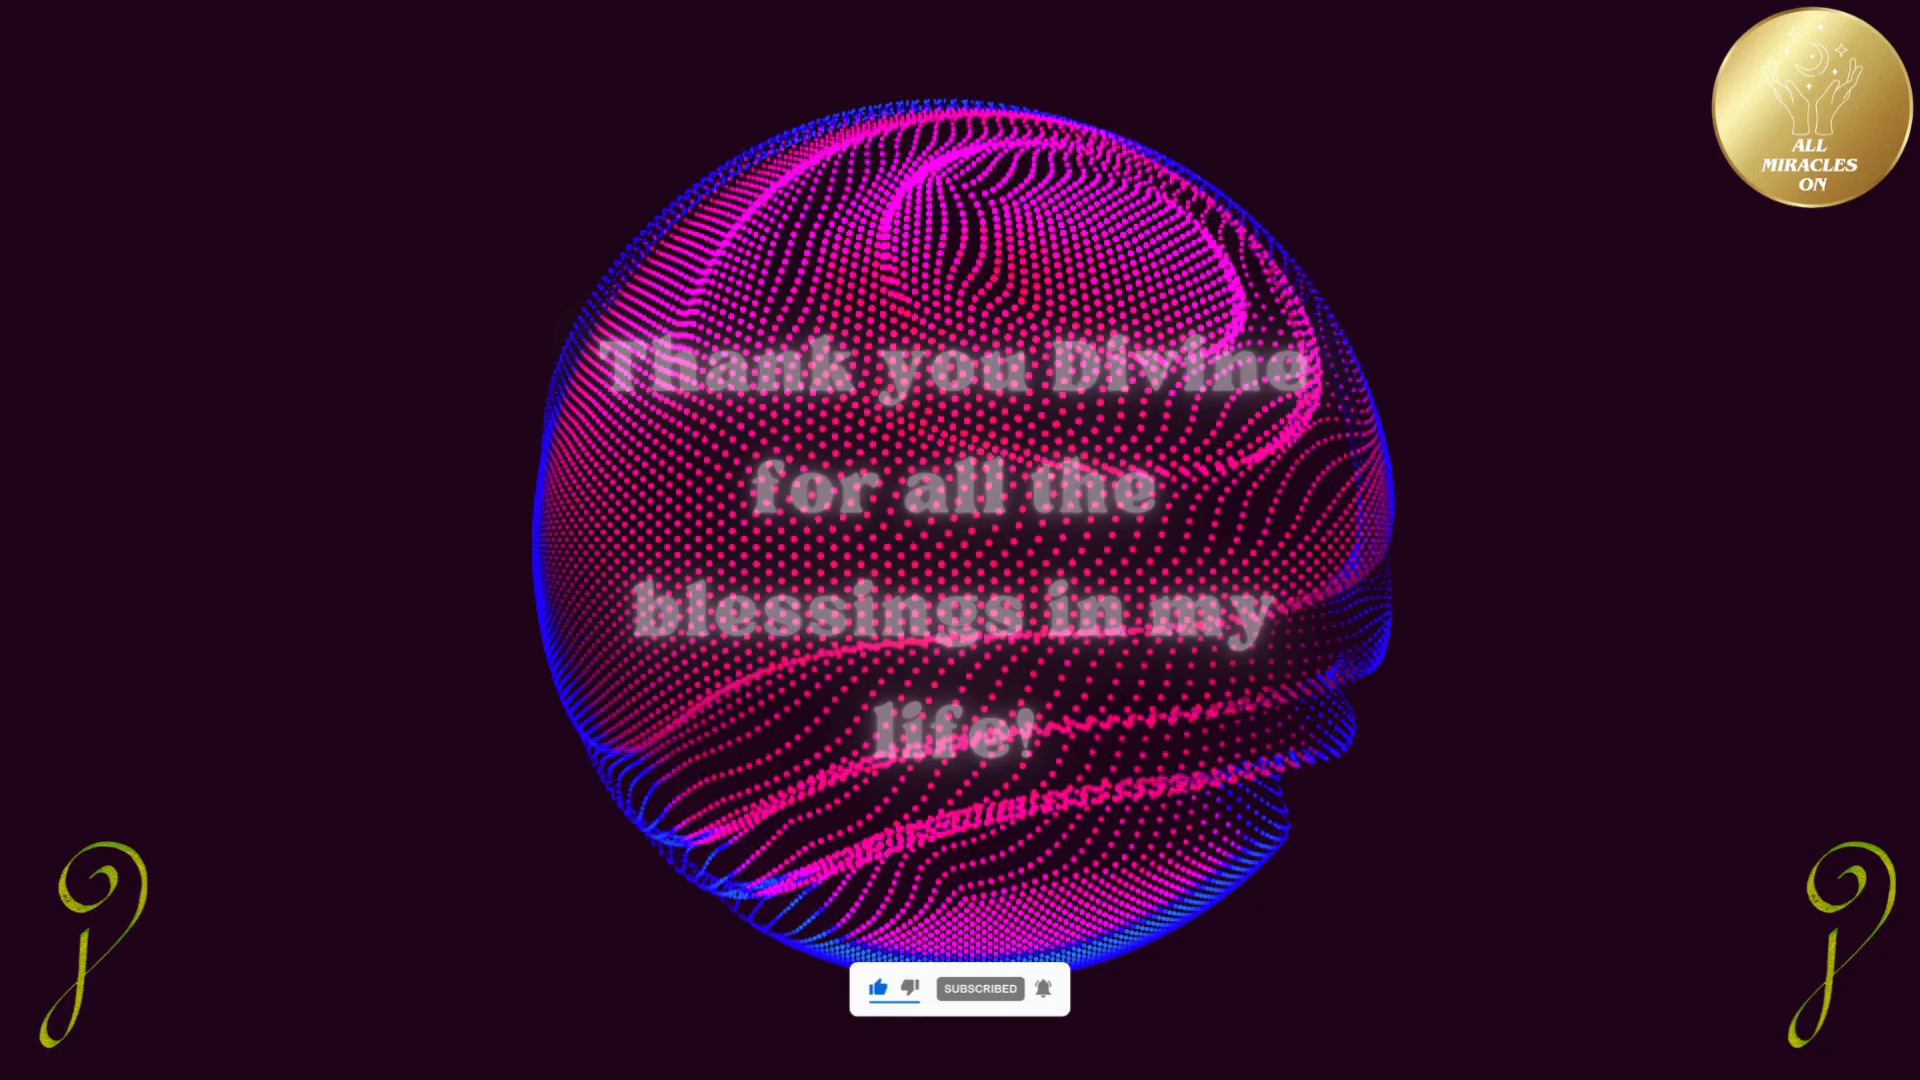 ALL
MIRACLES
ON
Thank you Divine
for all the
blessings in my
life!
SUBSCRIBED